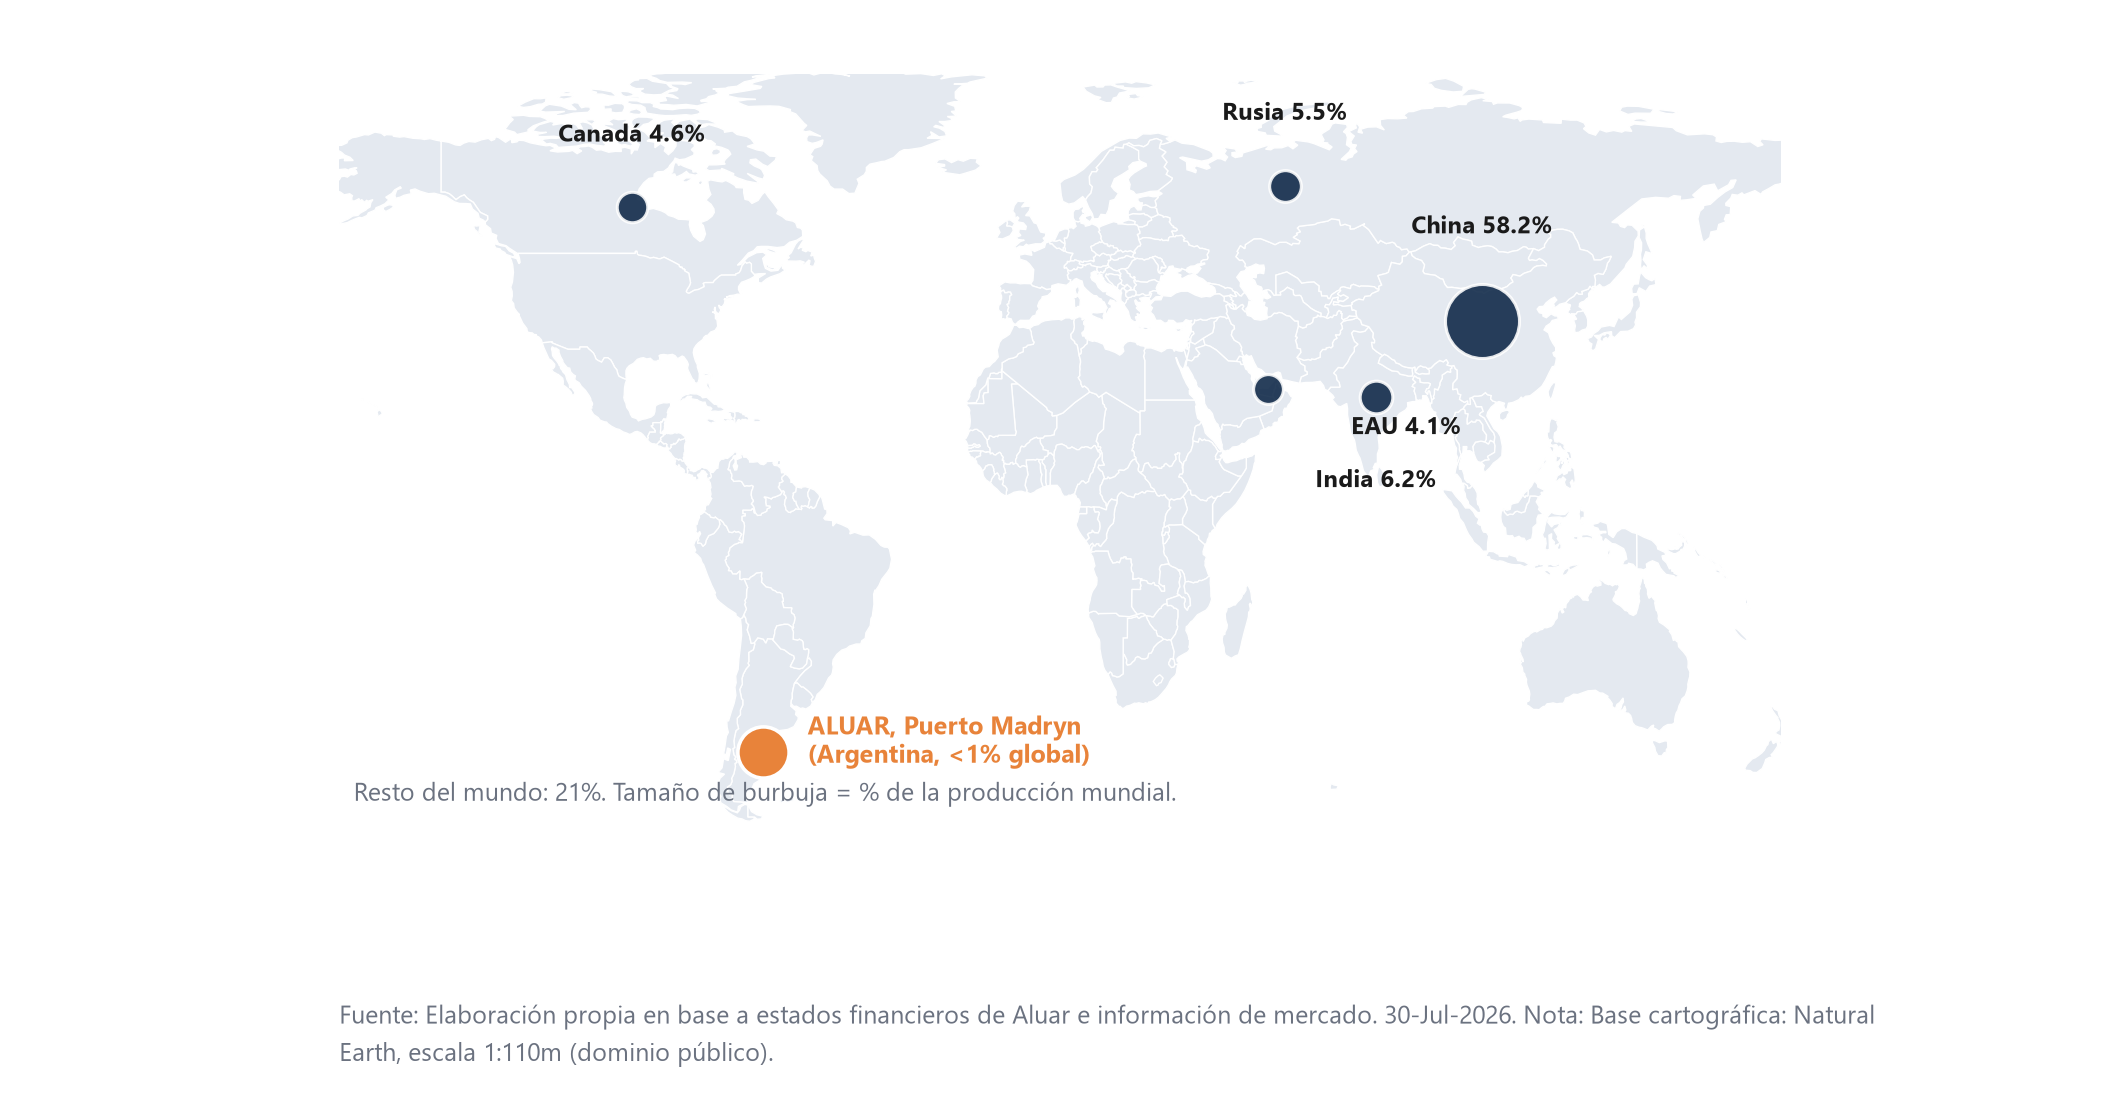 Rusia 5.5%
Canadá 4.6%
China 58.2%
EAU 4.1%
India 6.2%
ALUAR, Puerto Madryn
(Argentina, <1% global)
Resto del mundo: 21%. Tamaño de burbuja = % de la producción mundial.
Fuente: Elaboración propia en base a estados financieros de Aluar e información de mercado. 30-Jul-2026. Nota: Base cartográfica: Natural
Earth, escala 1:110m (dominio público).